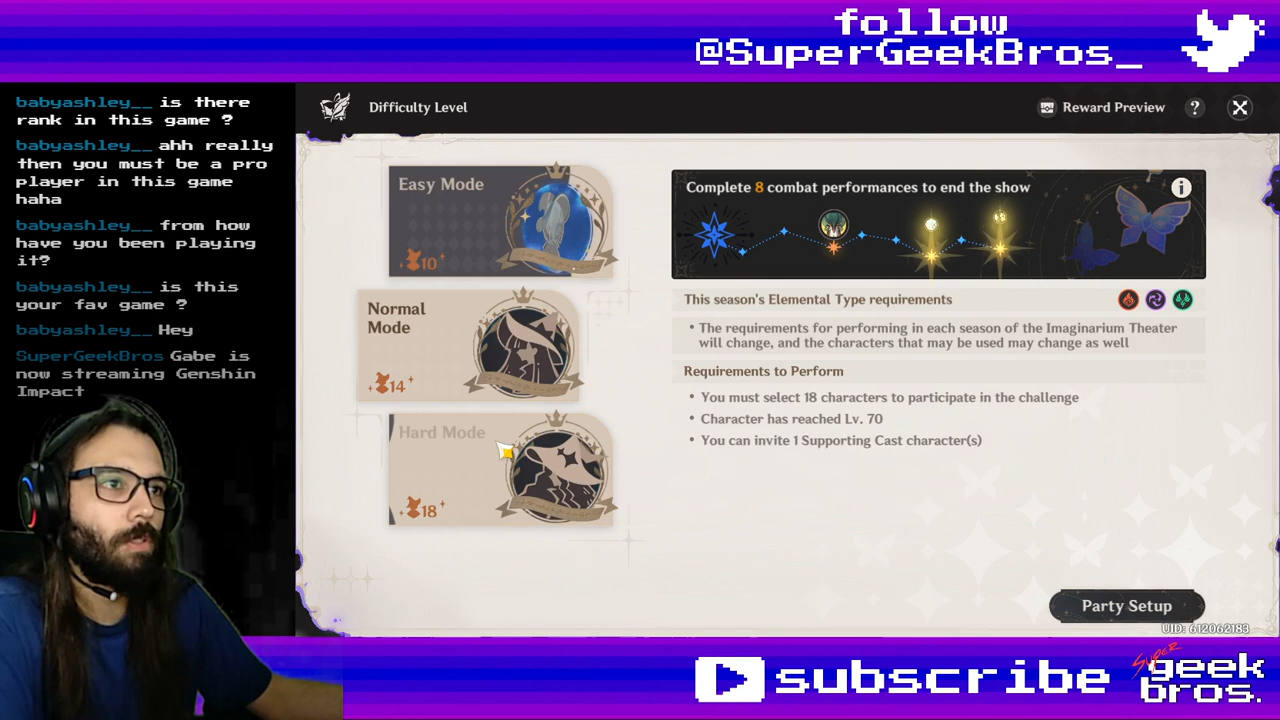 follow
@SuperGeekBros_
babyashley__ is there
rank in this game ?
babyashley__ ahh really
then you must be a pro
player in this game
haha
babyashley__ from how
have you been playing
it?
babyashley__ is this
your fav game ?
babyashley__ Hey
SuperGeekBros Gabe is
now streaming Genshin
Impact
Difficulty Level
Reward Preview
?
Easy Mode
10
Normal
Mode
14
Hard Mode
18
Complete 8 combat performances to end the show
i
This season's Elemental Type requirements
• The requirements for performing in each season of the Imaginarium Theater
will change, and the characters that may be used may change as well
Requirements to Perform
• You must select 18 characters to participate in the challenge
• Character has reached Lv. 70
• You can invite 1 Supporting Cast character(s)
Party Setup
UID: 612062183
subscribe
SUPER
geek
bros.